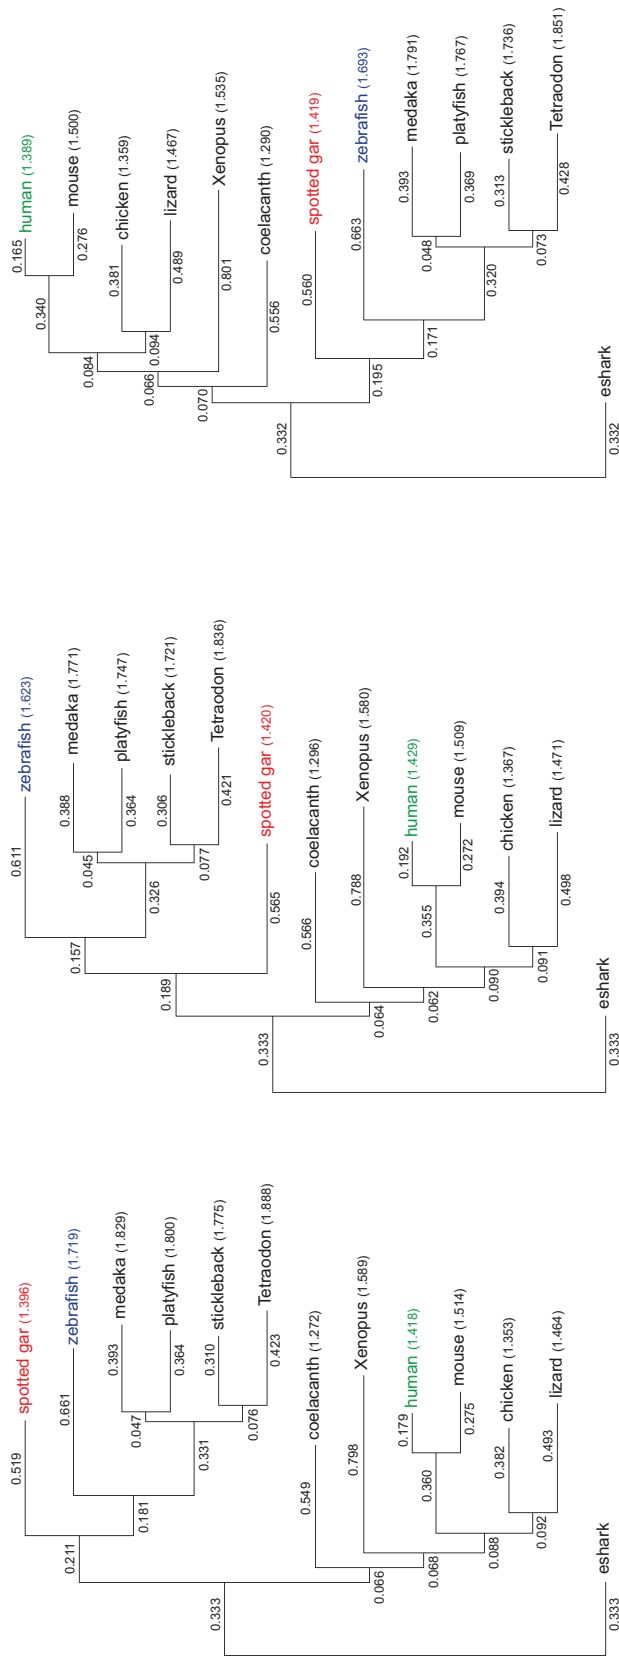 0.519
spotted gar (1.396)
0.211
0.661
zebrafish (1.719)
0.181
0.393
medaka (1.829)
0.047
0.364
platyfish (1.800)
0.331
0.310
stickleback (1.775)
0.076
0.423
Tetraodon (1.888)
0.333
0.549
coelacanth (1.272)
0.066
0.798
Xenopus (1.589)
0.068
0.179
human (1.418)
0.360
0.275
mouse (1.514)
0.088
0.382
chicken (1.353)
0.092
0.493
lizard (1.464)
eshark
0.333
0.611
zebrafish (1.623)
0.157
0.388
medaka (1.771)
0.045
0.364
platyfish (1.747)
0.326
0.306
stickleback (1.721)
0.077
0.421
Tetraodon (1.836)
0.189
spotted gar (1.420)
0.565
0.333
0.566
coelacanth (1.296)
0.064
0.788
Xenopus (1.580)
0.062
0.192
human (1.429)
0.355
0.272
mouse (1.509)
0.090
0.394
chicken (1.367)
0.091
0.498
lizard (1.471)
eshark
0.333
0.165
human (1.389)
0.340
0.276
mouse (1.500)
0.084
0.381
chicken (1.359)
0.094
0.489
lizard (1.467)
0.066
0.801
Xenopus (1.535)
0.070
0.556
coelacanth (1.290)
0.332
0.560
spotted gar (1.419)
0.195
0.663
zebrafish (1.693)
0.171
0.393
medaka (1.791)
0.048
0.369
platyfish (1.767)
0.320
0.313
stickleback (1.736)
0.073
0.428
Tetraodon (1.851)
eshark
0.332